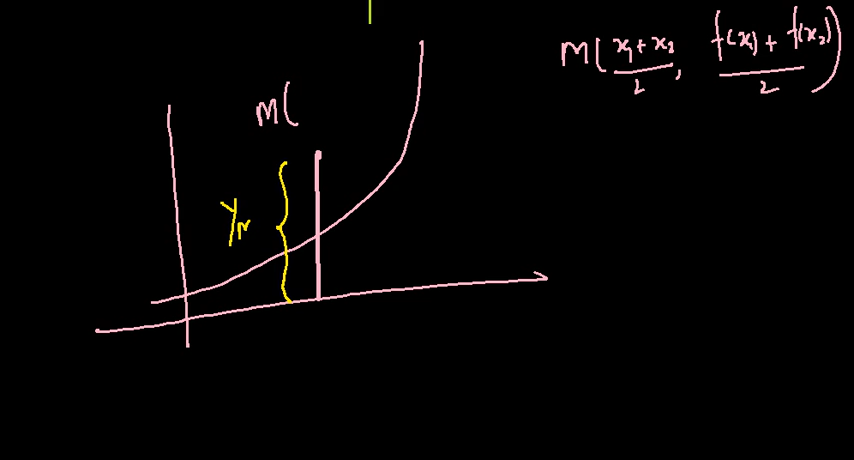 M( x₁ + x₂ / 2 , f(x₁) + f(x₂) / 2 )
M(
yₘ